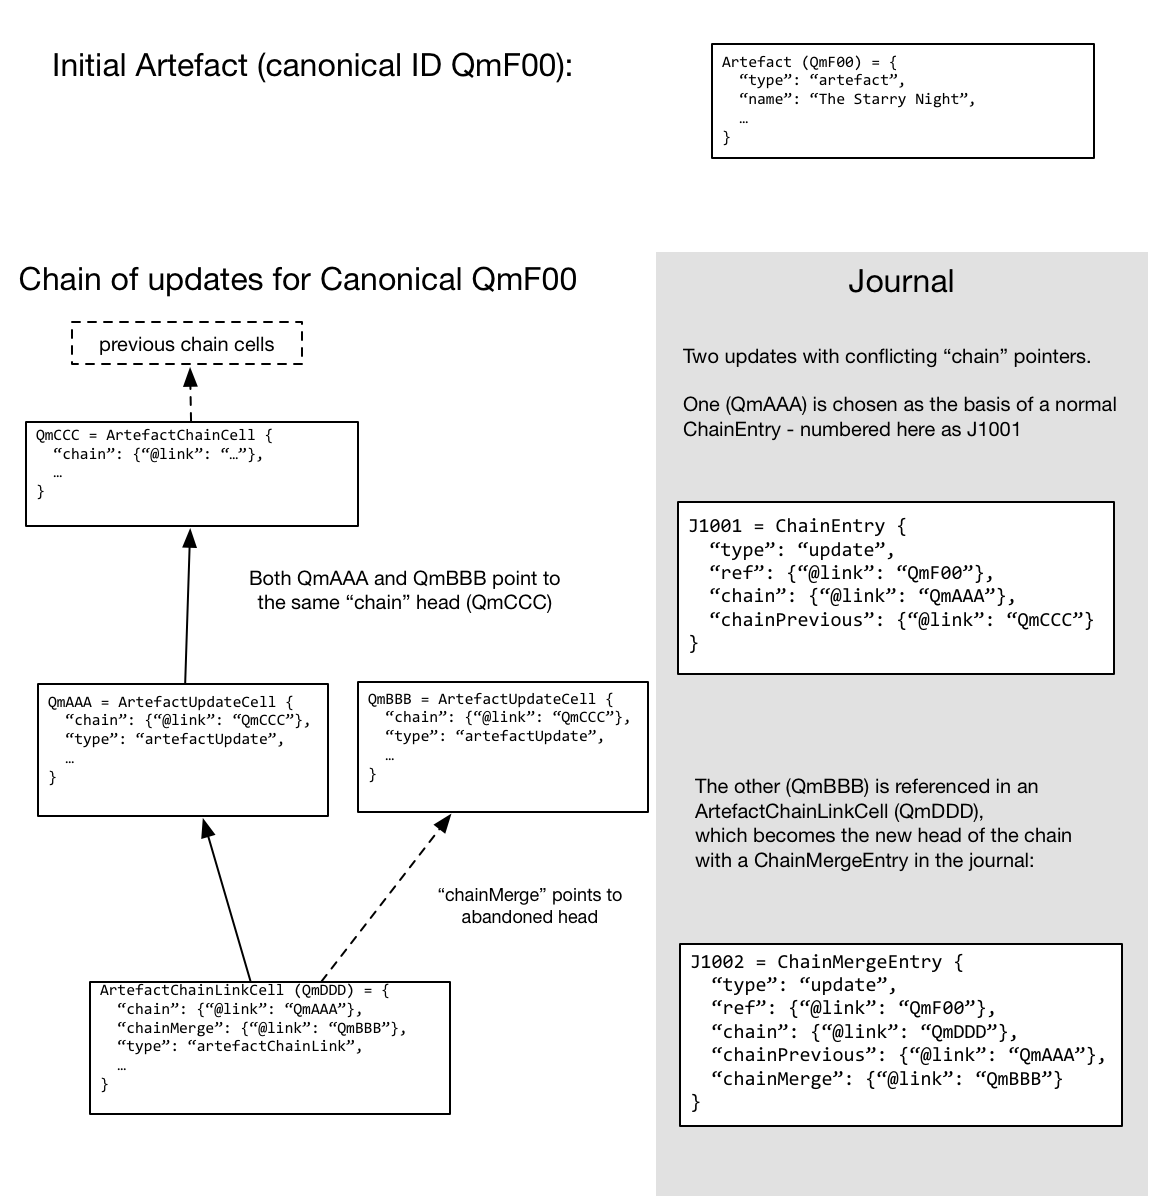 Initial Artefact (canonical ID QmF00):
Artefact (QmF00) = {
“type”: “artefact”,
“name”: “The Starry Night”,
…
}
Chain of updates for Canonical QmF00
previous chain cells
QmCCC = ArtefactChainCell {
“chain”: {“@link”: “…”},
…
}
Both QmAAA and QmBBB point to
the same “chain” head (QmCCC)
QmAAA = ArtefactUpdateCell {
“chain”: {“@link”: “QmCCC”},
“type”: “artefactUpdate”,
…
}
QmBBB = ArtefactUpdateCell {
“chain”: {“@link”: “QmCCC”},
“type”: “artefactUpdate”,
…
}
“chainMerge” points to
abandoned head
ArtefactChainLinkCell (QmDDD) = {
“chain”: {“@link”: “QmAAA”},
“chainMerge”: {“@link”: “QmBBB”},
“type”: “artefactChainLink”,
…
}
Journal
Two updates with conflicting “chain” pointers.
One (QmAAA) is chosen as the basis of a normal
ChainEntry - numbered here as J1001
J1001 = ChainEntry {
“type”: “update”,
“ref”: {“@link”: “QmF00”},
“chain”: {“@link”: “QmAAA”},
“chainPrevious”: {“@link”: “QmCCC”}
}
The other (QmBBB) is referenced in an
ArtefactChainLinkCell (QmDDD),
which becomes the new head of the chain
with a ChainMergeEntry in the journal:
J1002 = ChainMergeEntry {
“type”: “update”,
“ref”: {“@link”: “QmF00”},
“chain”: {“@link”: “QmDDD”},
“chainPrevious”: {“@link”: “QmAAA”},
“chainMerge”: {“@link”: “QmBBB”}
}